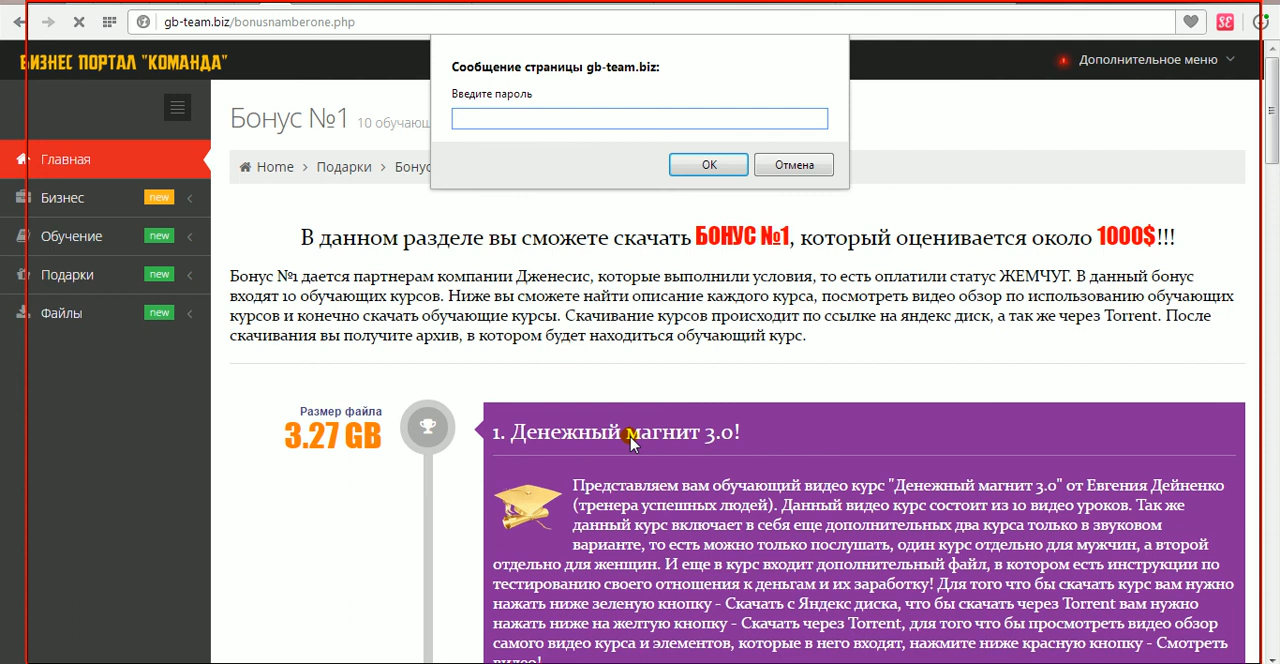 gb-team.biz/bonusnamberone.php
БИЗНЕС ПОРТАЛ "КОМАНДА"
Дополнительное меню
Сообщение страницы gb-team.biz:
Введите пароль
OK
Отмена
Главная
Бизнес new
Обучение new
Подарки new
Файлы new
Бонус №1 10 обучающ
Home > Подарки > Бонус
В данном разделе вы сможете скачать БОНУС №1, который оценивается около 1000$!!!
Бонус №1 дается партнерам компании Дженесис, которые выполнили условия, то есть оплатили статус ЖЕМЧУГ. В данный бонус
входят 10 обучающих курсов. Ниже вы сможете найти описание каждого курса, посмотреть видео обзор по использованию обучающих
курсов и конечно скачать обучающие курсы. Скачивание курсов происходит по ссылке на яндекс диск, а так же через Torrent. После
скачивания вы получите архив, в котором будет находиться обучающий курс.
Размер файла
3.27 GB
1. Денежный магнит 3.0!
Представляем вам обучающий видео курс "Денежный магнит 3.0" от Евгения Дейненко
(тренера успешных людей). Данный видео курс состоит из 10 видео уроков. Так же
данный курс включает в себя еще дополнительных два курса только в звуковом
варианте, то есть можно только послушать, один курс отдельно для мужчин, а второй
отдельно для женщин. И еще в курс входит дополнительный файл, в котором есть инструкции по
тестированию своего отношения к деньгам и их заработку! Для того что бы скачать курс вам нужно
нажать ниже зеленую кнопку - Скачать с Яндекс диска, что бы скачать через Torrent вам нужно
нажать ниже на желтую кнопку - Скачать через Torrent, для того что бы просмотреть видео обзор
самого видео курса и элементов, которые в него входят, нажмите ниже красную кнопку - Смотреть
видео!